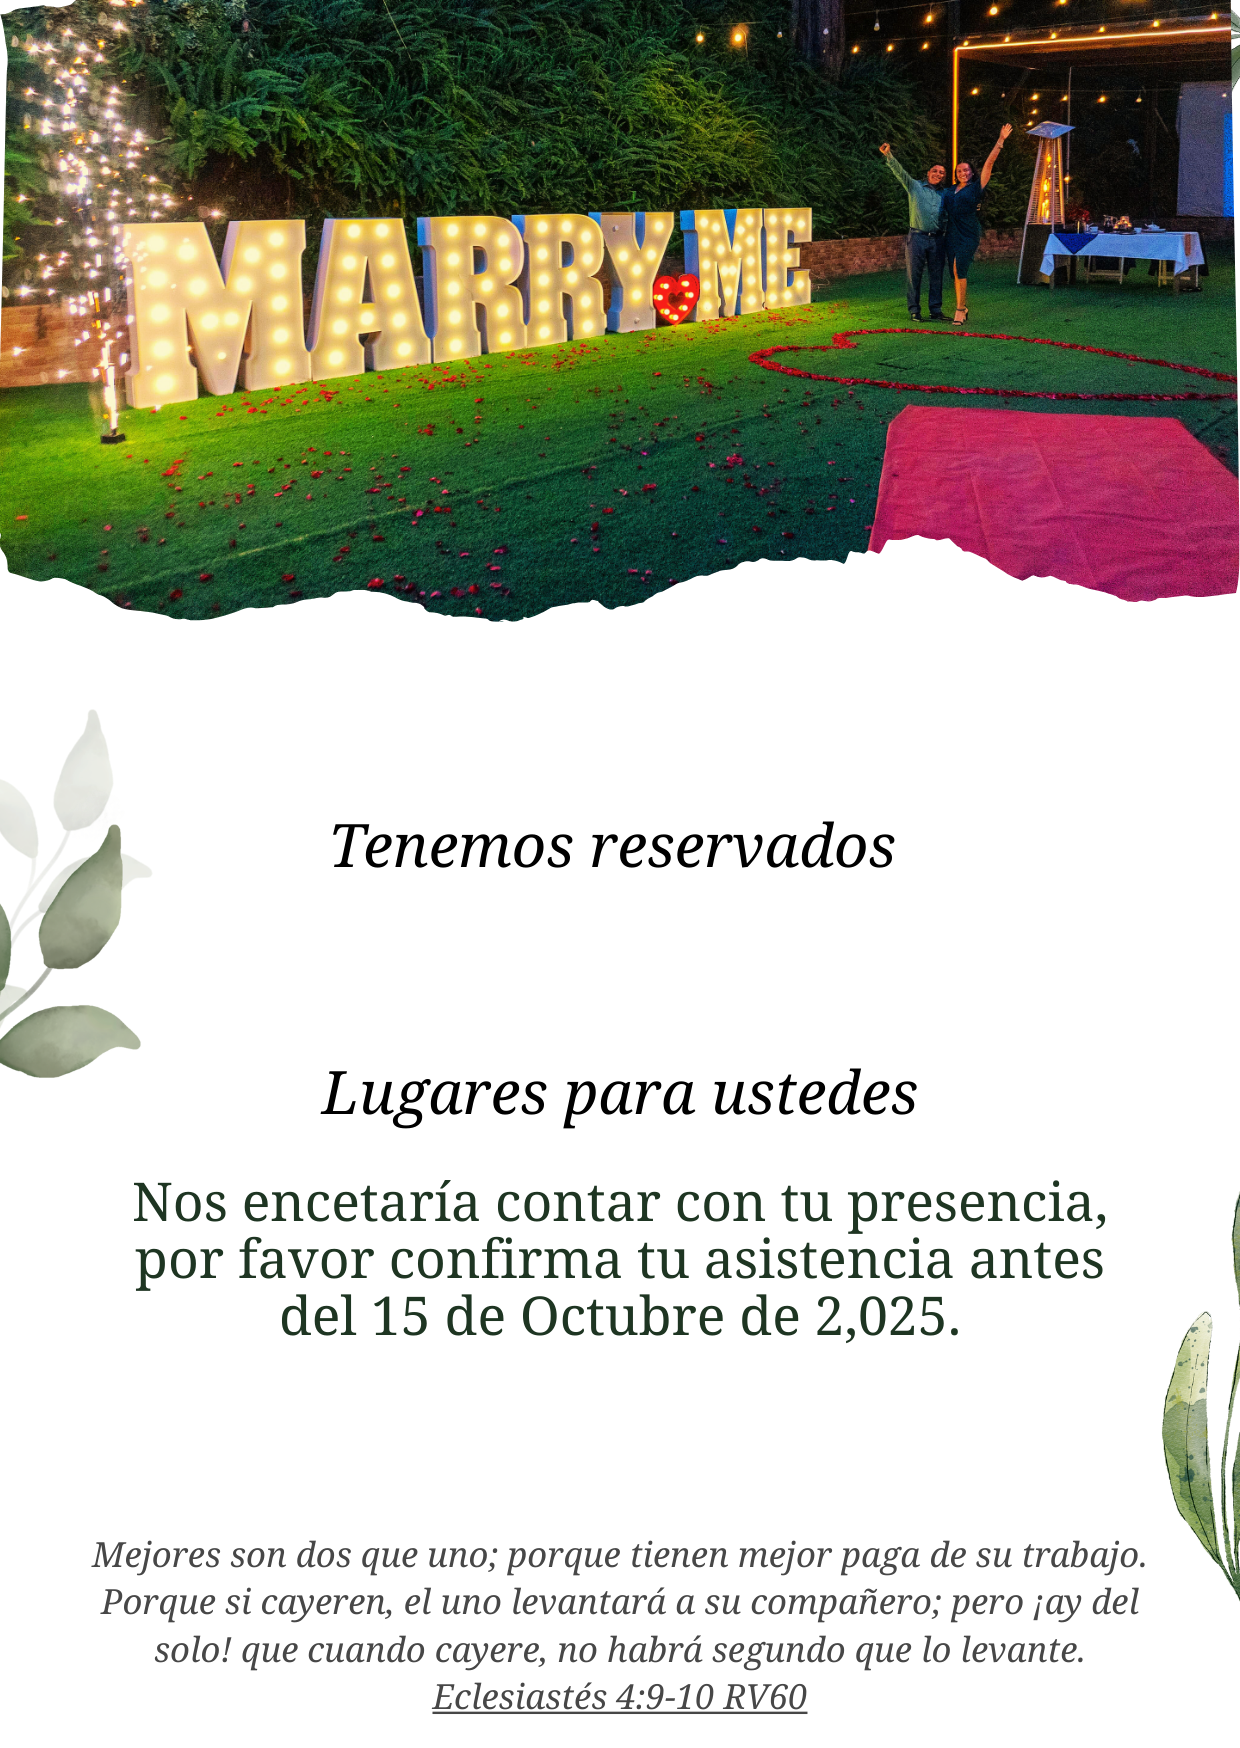 MARRY ME
Tenemos reservados
Lugares para ustedes
Nos encetaría contar con tu presencia,
por favor confirma tu asistencia antes
del 15 de Octubre de 2,025.
Mejores son dos que uno; porque tienen mejor paga de su trabajo.
Porque si cayeren, el uno levantará a su compañero; pero ¡ay del
solo! que cuando cayere, no habrá segundo que lo levante.
Eclesiastés 4:9-10 RV60